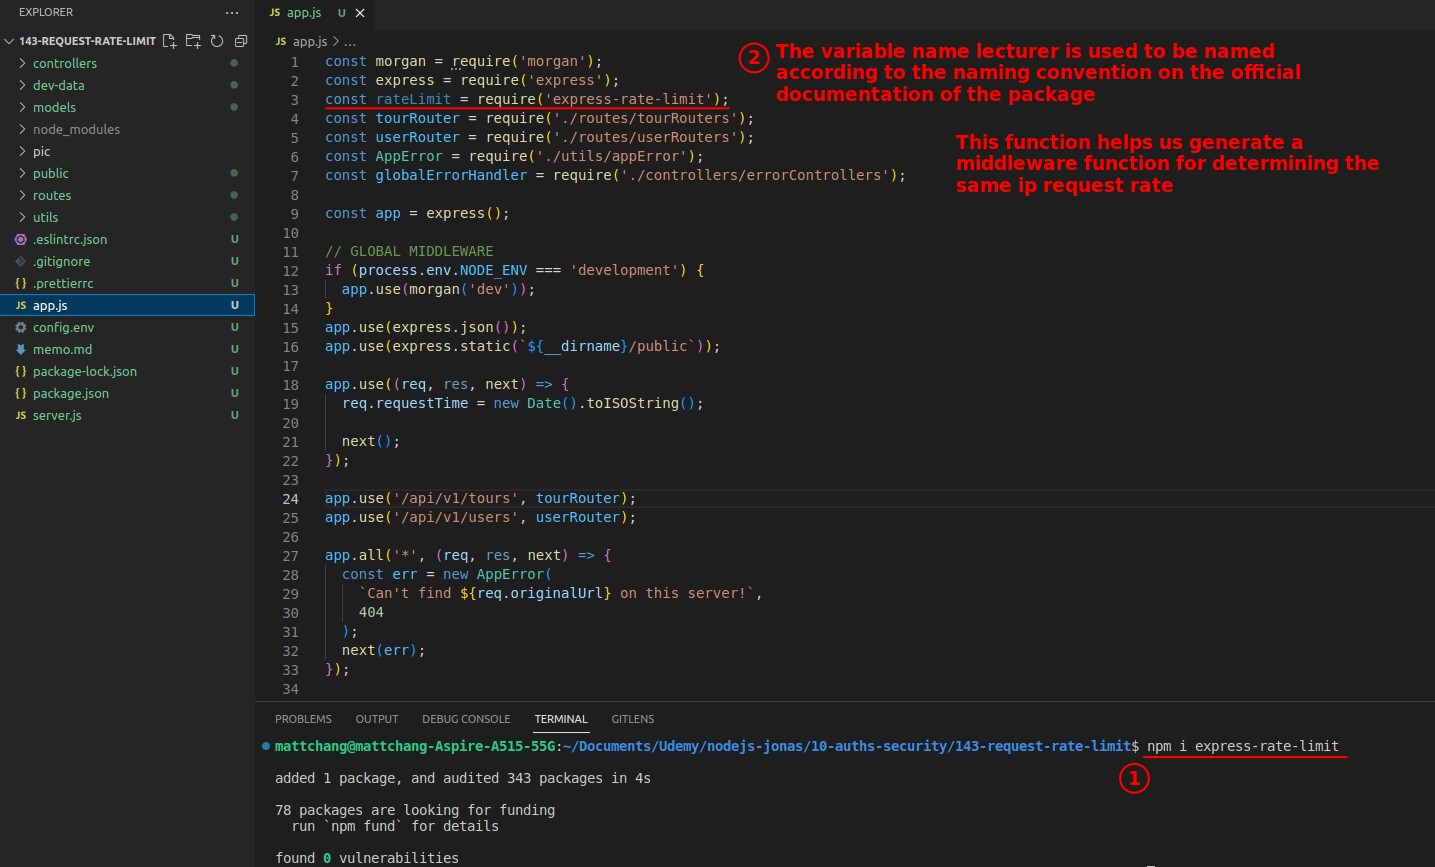 EXPLORER
143-REQUEST-RATE-LIMIT
controllers
dev-data
models
node_modules
pic
public
routes
utils
.eslintrc.json U
.gitignore U
{} .prettierrc U
JS app.js U
config.env U
memo.md U
{} package-lock.json U
{} package.json U
JS server.js U
JS app.js U
JS app.js > ...
1 const morgan = require('morgan');
2 const express = require('express');
3 const rateLimit = require('express-rate-limit');
4 const tourRouter = require('./routes/tourRouters');
5 const userRouter = require('./routes/userRouters');
6 const AppError = require('./utils/appError');
7 const globalErrorHandler = require('./controllers/errorControllers');
8
9 const app = express();
10
11 // GLOBAL MIDDLEWARE
12 if (process.env.NODE_ENV === 'development') {
13   app.use(morgan('dev'));
14 }
15 app.use(express.json());
16 app.use(express.static(`${__dirname}/public`));
17
18 app.use((req, res, next) => {
19   req.requestTime = new Date().toISOString();
20
21   next();
22 });
23
24 app.use('/api/v1/tours', tourRouter);
25 app.use('/api/v1/users', userRouter);
26
27 app.all('*', (req, res, next) => {
28   const err = new AppError(
29     `Can't find ${req.originalUrl} on this server!`,
30     404
31   );
32   next(err);
33 });
34
2 The variable name lecturer is used to be named
according to the naming convention on the official
documentation of the package
This function helps us generate a
middleware function for determining the
same ip request rate
PROBLEMS OUTPUT DEBUG CONSOLE TERMINAL GITLENS
mattchang@mattchang-Aspire-A515-55G:~/Documents/Udemy/nodejs-jonas/10-auths-security/143-request-rate-limit$ npm i express-rate-limit
1
added 1 package, and audited 343 packages in 4s
78 packages are looking for funding
run `npm fund` for details
found 0 vulnerabilities